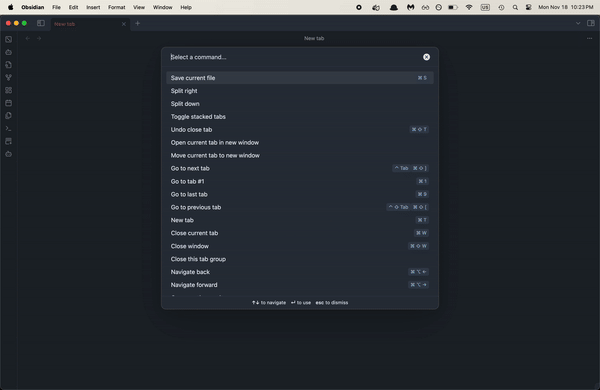 Obsidian File Edit Insert Format View Window Help US Mon Nov 18 10:23 PM
New tab
New tab
Select a command...
Save current file ⌘ S
Split right
Split down
Toggle stacked tabs
Undo close tab ⌘ ⇧ T
Open current tab in new window
Move current tab to new window
Go to next tab ⌃ Tab ⌘ ⇧ ]
Go to tab #1 ⌘ 1
Go to last tab ⌘ 9
Go to previous tab ⌃ ⇧ Tab ⌘ ⇧ [
New tab ⌘ T
Close current tab ⌘ W
Close window ⌘ ⇧ W
Close this tab group
Navigate back ⌘ ⌥ ←
Navigate forward ⌘ ⌥ →
↑↓ to navigate ↵ to use esc to dismiss